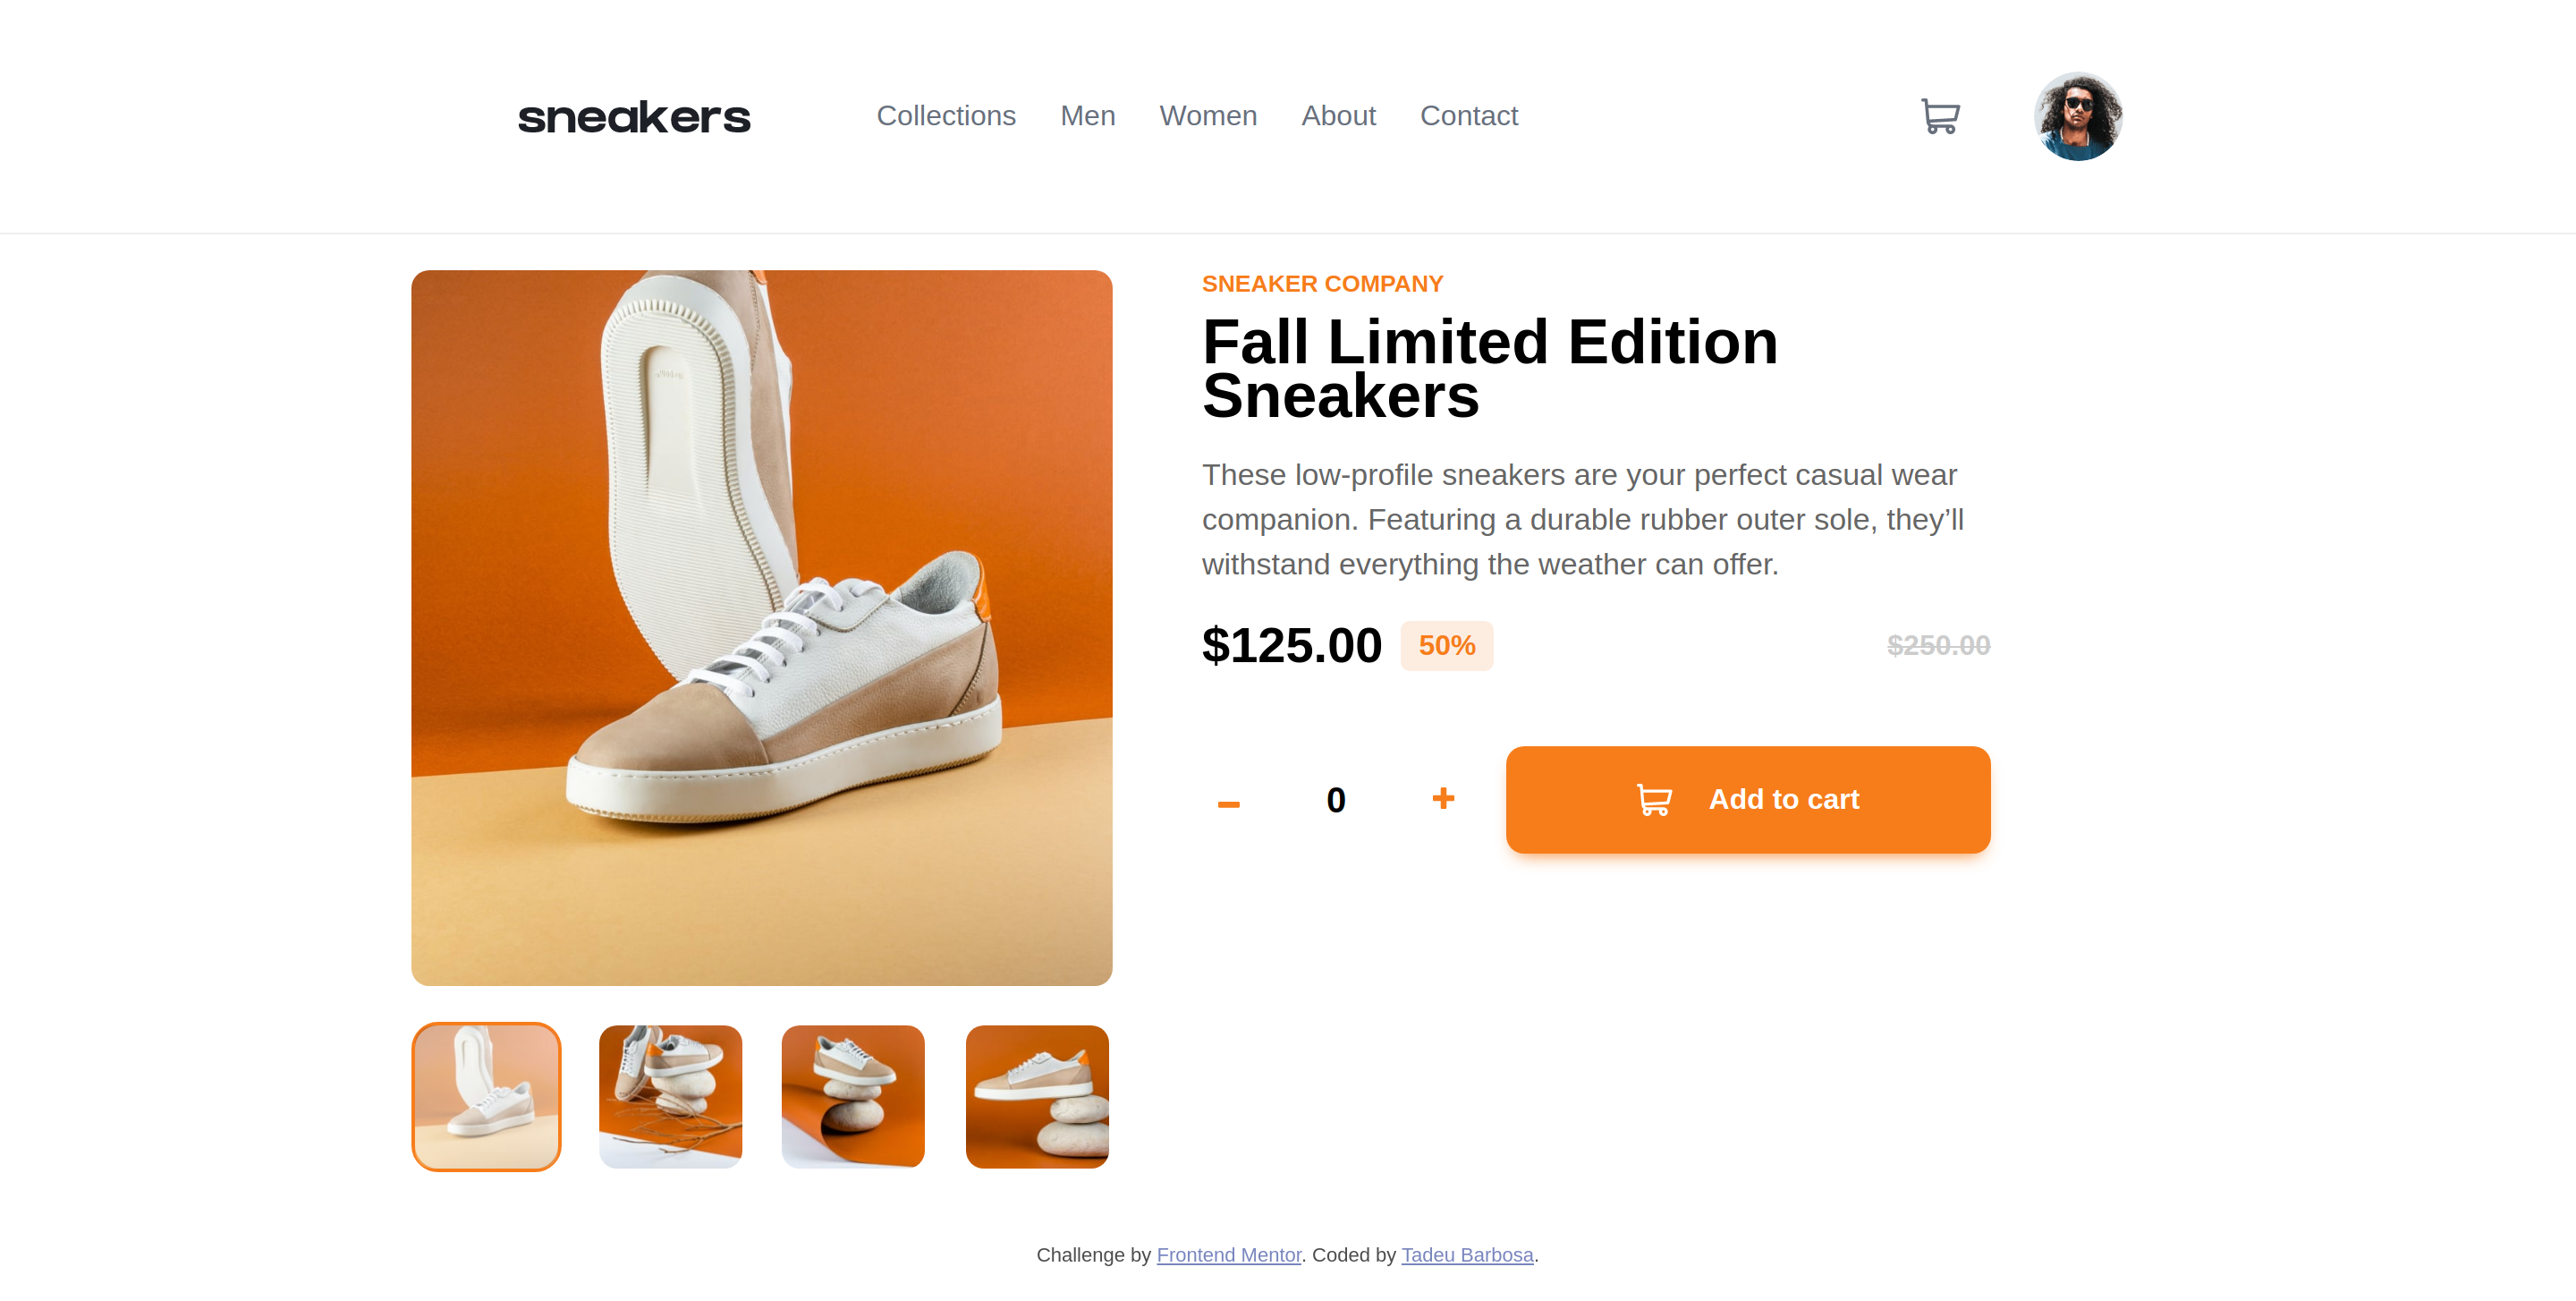 sneakers
Collections Men Women About Contact
SNEAKER COMPANY
Fall Limited Edition
Sneakers
These low-profile sneakers are your perfect casual wear
companion. Featuring a durable rubber outer sole, they’ll
withstand everything the weather can offer.
$125.00 50% $250.00
0
Add to cart
Challenge by Frontend Mentor. Coded by Tadeu Barbosa.